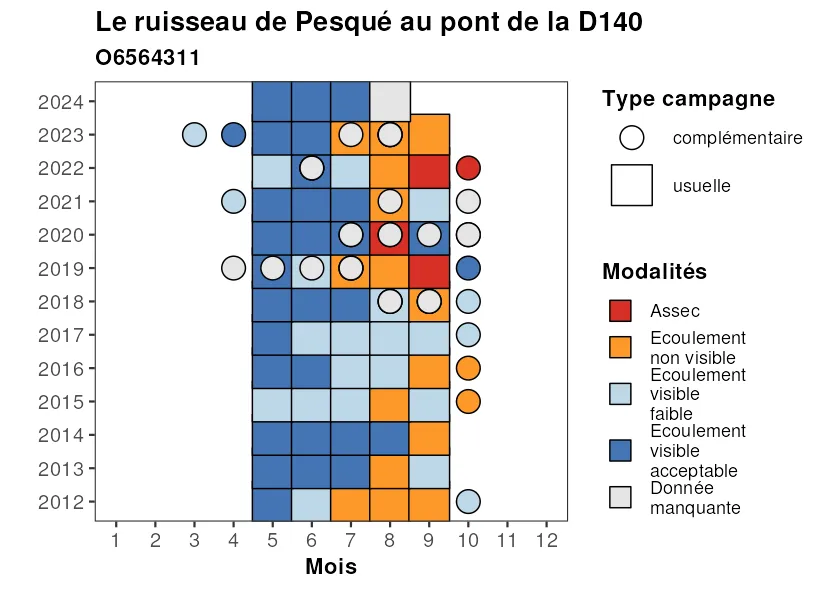 Le ruisseau de Pesqué au pont de la D140
O6564311
2024
2023
2022
2021
2020
2019
2018
2017
2016
2015
2014
2013
2012
1 2 3 4 5 6 7 8 9 10 11 12
Mois
Type campagne
complémentaire
usuelle
Modalités
Assec
Ecoulement
non visible
Ecoulement
visible
faible
Ecoulement
visible
acceptable
Donnée
manquante